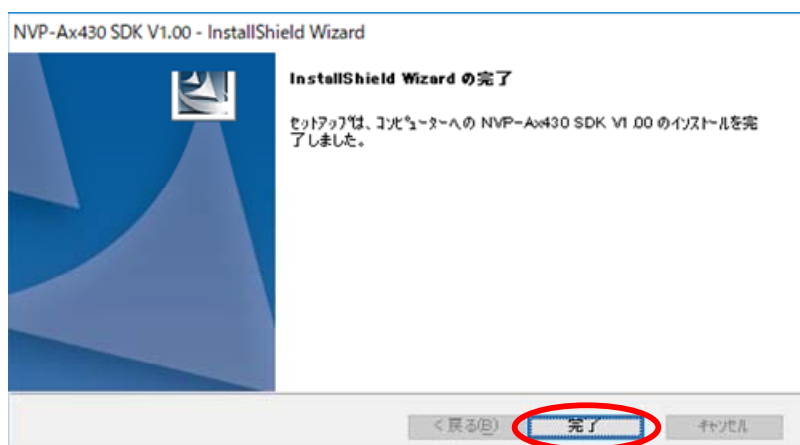 NVP-Ax430 SDK V1.00 - InstallShield Wizard
InstallShield Wizard の完了
セットアップは、コンピューターへの NVP-Ax430 SDK V1.00 のインストールを完
了しました。
< 戻る(B)
完了
キャンセル